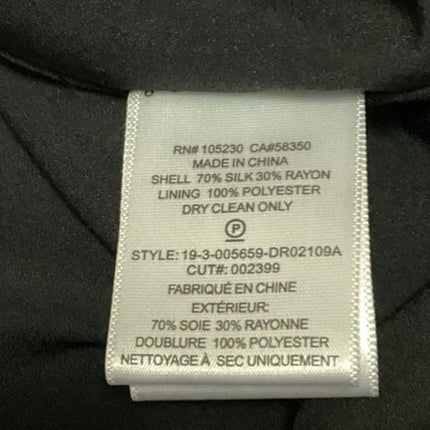 RN# 105230 CA#58350
MADE IN CHINA
SHELL 70% SILK 30% RAYON
LINING 100% POLYESTER
DRY CLEAN ONLY
P
STYLE: 19-3-005659-DR02109A
CUT#: 002399
FABRIQUÉ EN CHINE
EXTÉRIEUR:
70% SOIE 30% RAYONNE
DOUBLURE 100% POLYESTER
NETTOYAGE À SEC UNIQUEMENT